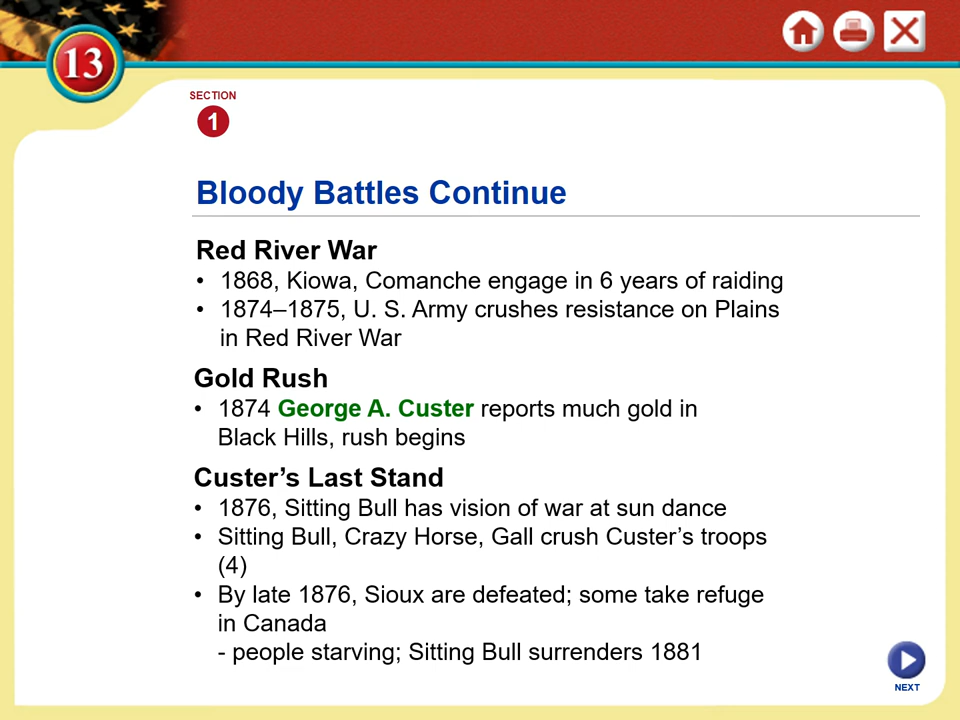 13
SECTION
1
Bloody Battles Continue
Red River War
• 1868, Kiowa, Comanche engage in 6 years of raiding
• 1874–1875, U. S. Army crushes resistance on Plains
in Red River War
Gold Rush
• 1874 George A. Custer reports much gold in
Black Hills, rush begins
Custer’s Last Stand
• 1876, Sitting Bull has vision of war at sun dance
• Sitting Bull, Crazy Horse, Gall crush Custer’s troops
(4)
• By late 1876, Sioux are defeated; some take refuge
in Canada
- people starving; Sitting Bull surrenders 1881
NEXT